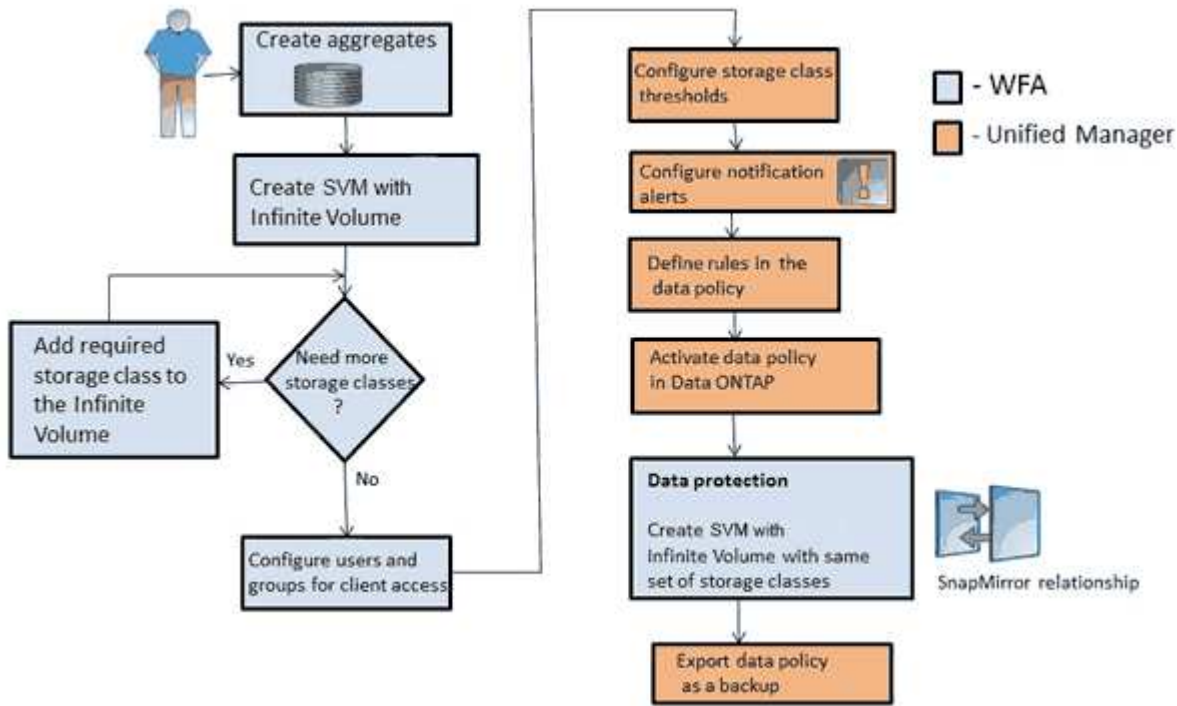 Create aggregates
Create SVM with
Infinite Volume
Add required
storage class to
the Infinite
Volume
Yes
Need more
storage classes
?
No
Configure users and
groups for client access
Configure storage class
thresholds
Configure notification
alerts
Define rules in the
data policy
Activate data policy
in Data ONTAP
Data protection
Create SVM with
Infinite Volume with same
set of storage classes
SnapMirror relationship
Export data policy
as a backup
- WFA
- Unified Manager